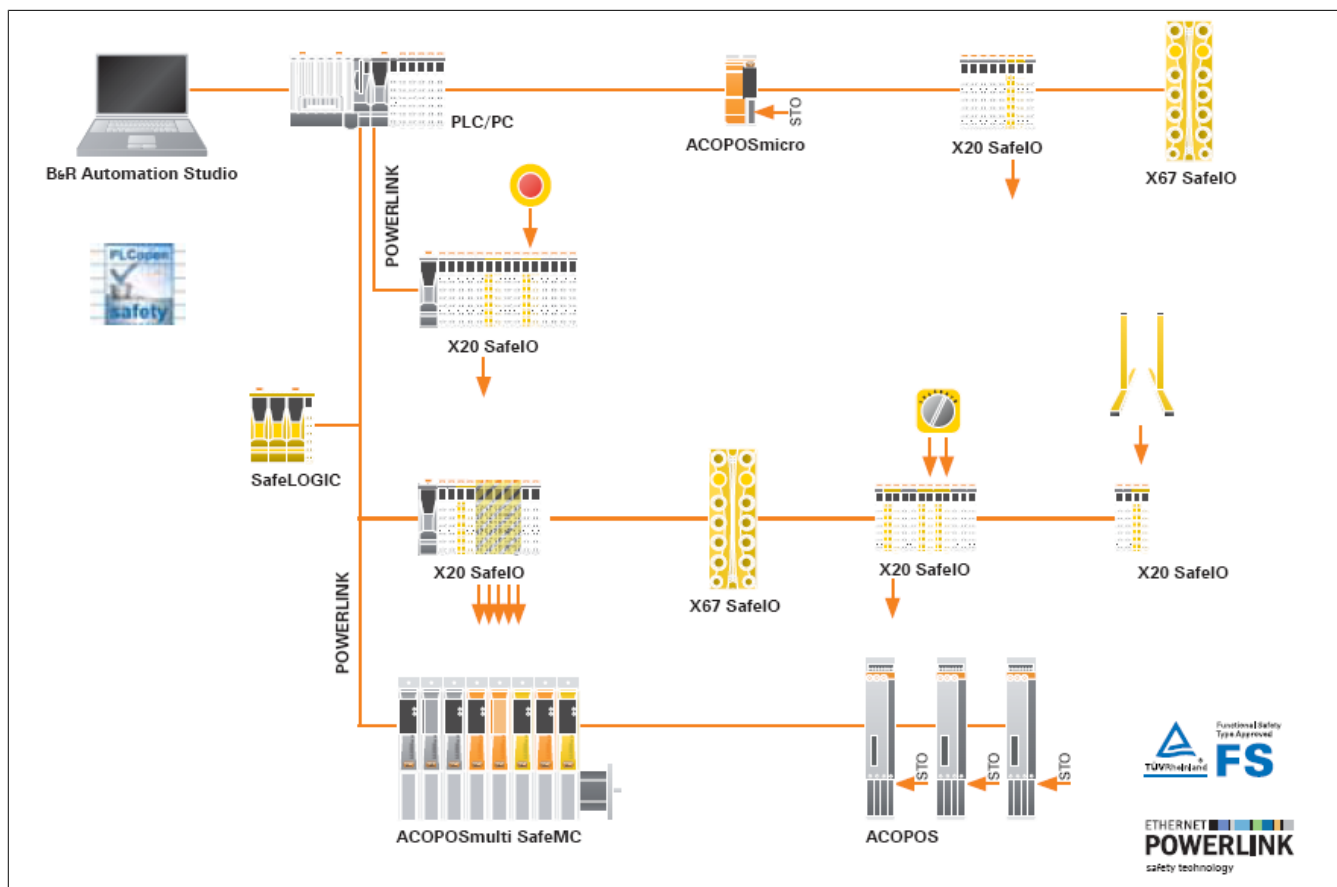 PLC/PC
STO
ACOPOSmicro
X20 SafeIO
X67 SafeIO
B&R Automation Studio
POWERLINK
PLCopen
safety
X20 SafeIO
SafeLOGIC
X20 SafeIO
X67 SafeIO
X20 SafeIO
X20 SafeIO
POWERLINK
STO
STO
STO
ACOPOSmulti SafeMC
ACOPOS
TÜVRheinland®
Functional Safety
Type Approved
FS
ETHERNET
POWERLINK
safety technology